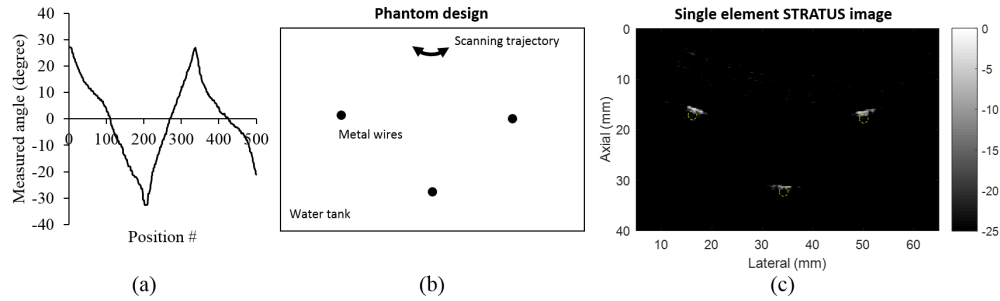 40
30
20
10
0
-10
-20
-30
-40
0 100 200 300 400 500
Measured angle (degree)
Position #
(a)
Phantom design
Scanning trajectory
Metal wires
Water tank
(b)
Single element STRATUS image
0
10
20
30
40
Axial (mm)
10 20 30 40 50 60
Lateral (mm)
0
-5
-10
-15
-20
-25
(c)